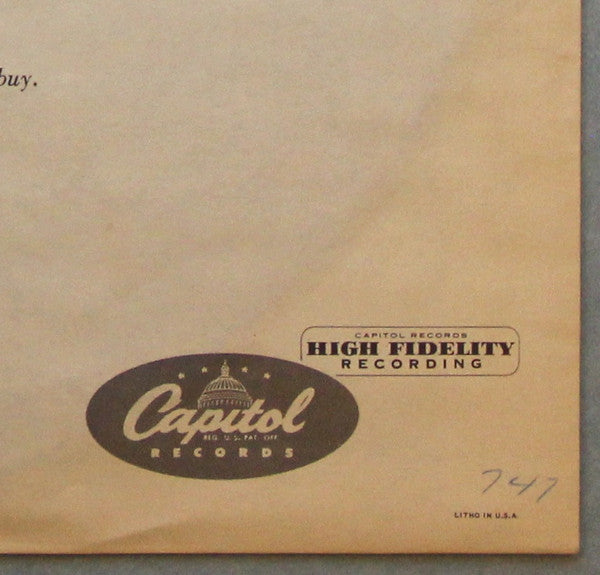 buy.
CAPITOL RECORDS
HIGH FIDELITY
RECORDING
Capitol
REG. U.S. PAT. OFF.
RECORDS
747
LITHO IN U.S.A.